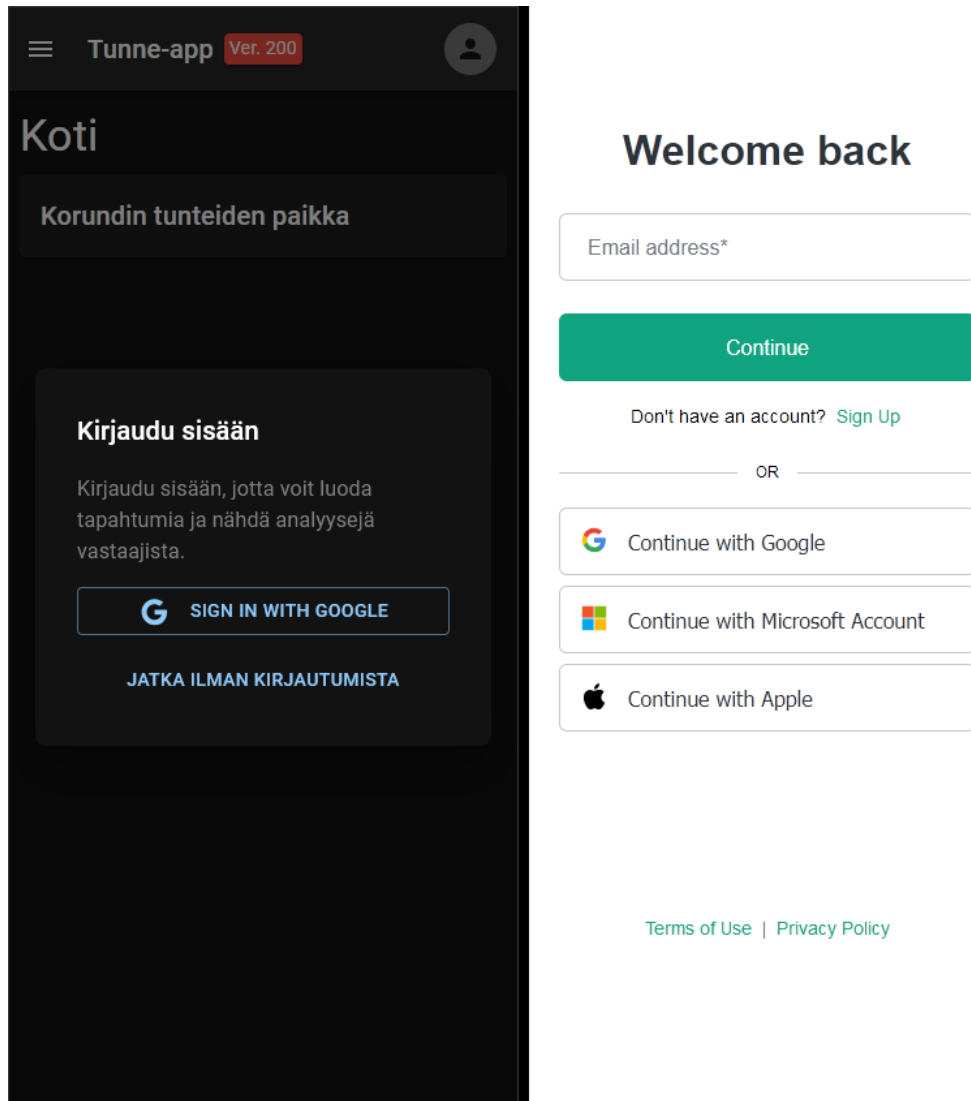 Tunne-app Ver. 200
Koti
Korundin tunteiden paikka
Kirjaudu sisään
Kirjaudu sisään, jotta voit luoda
tapahtumia ja nähdä analyysejä
vastaajista.
SIGN IN WITH GOOGLE
JATKA ILMAN KIRJAUTUMISTA
Welcome back
Email address*
Continue
Don't have an account? Sign Up
OR
Continue with Google
Continue with Microsoft Account
Continue with Apple
Terms of Use | Privacy Policy